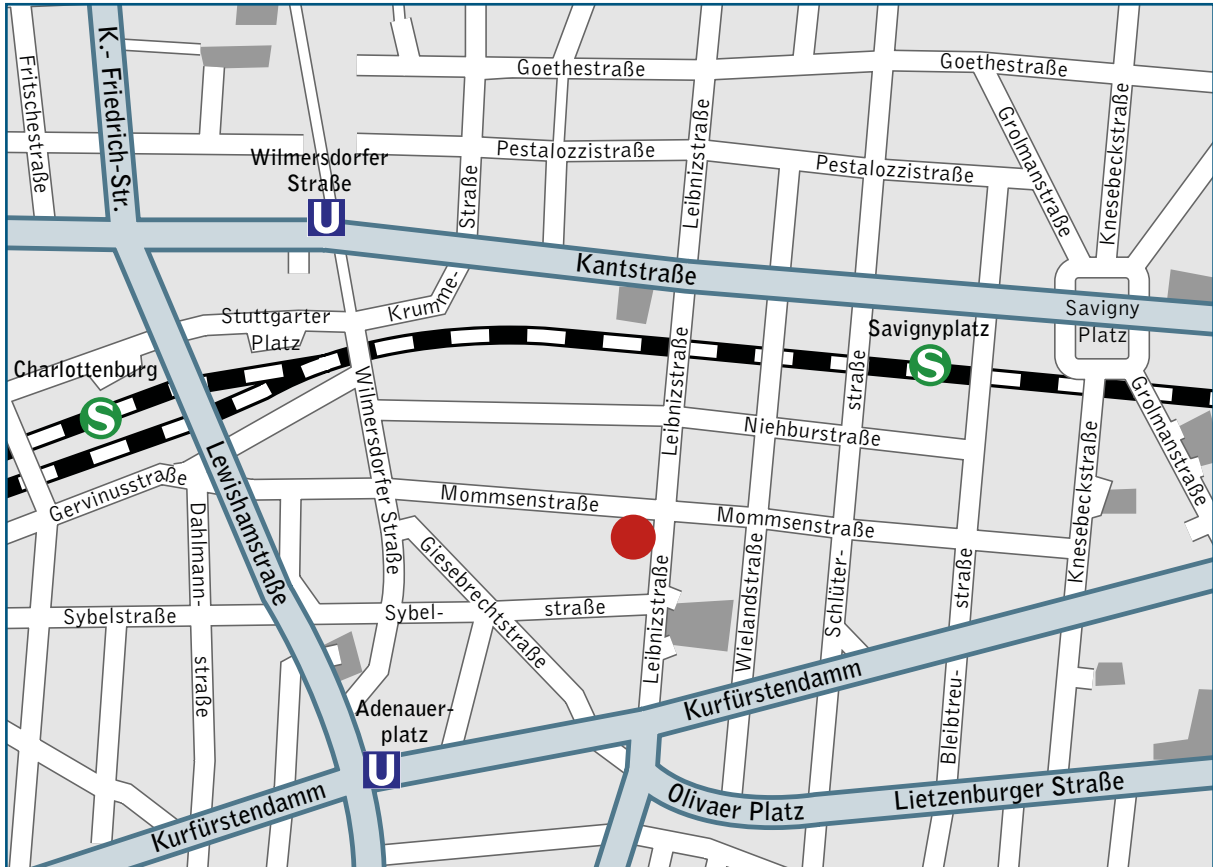 K.- Friedrich-Str.
Fritschestraße
Goethestraße
Goethestraße
Grolmanstraße
Knesebeckstraße
Leibnizstraße
Wilmersdorfer
Straße
U
Pestalozzistraße
Pestalozzistraße
Straße
Krumme-
Kantstraße
Stuttgarter
Platz
Savignyplatz
S
Savigny
Platz
Charlottenburg
S
Wilmersdorfer Straße
Leibnizstraße
straße
Niehburstraße
Grolmanstraße
Knesebeckstraße
Gervinusstraße
Lewishamstraße
Mommsenstraße
Mommsenstraße
Dahlmann-
straße
Giesebrechtstraße
Wielandstraße
Schlüter-
straße
Bleibtreu-
Sybelstraße
Sybel-
straße
Leibnizstraße
Adenauer-
platz
U
Kurfürstendamm
Kurfürstendamm
Olivaer Platz
Lietzenburger Straße